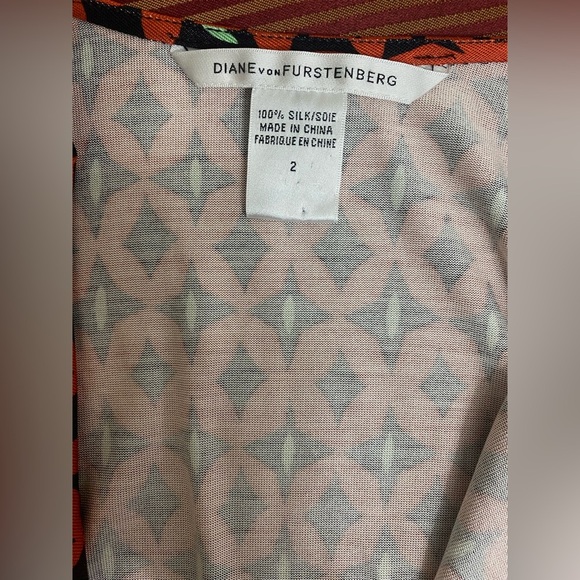 DIANE VON FURSTENBERG
100% SILK/SOIE
MADE IN CHINA
FABRIQUE EN CHINE
2